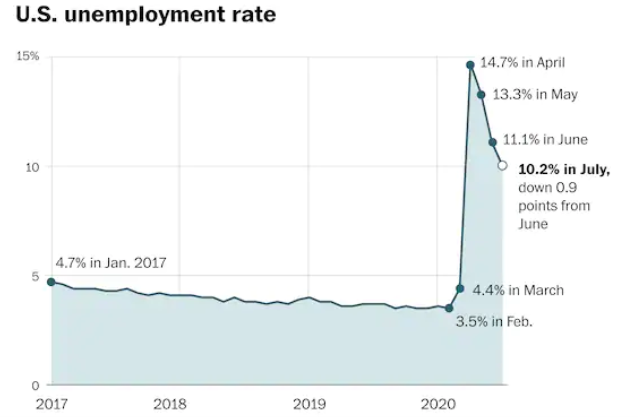 U.S. unemployment rate
15%
14.7% in April
13.3% in May
11.1% in June
10
10.2% in July,
down 0.9
points from
June
4.7% in Jan. 2017
5
4.4% in March
3.5% in Feb.
0
2017
2018
2019
2020